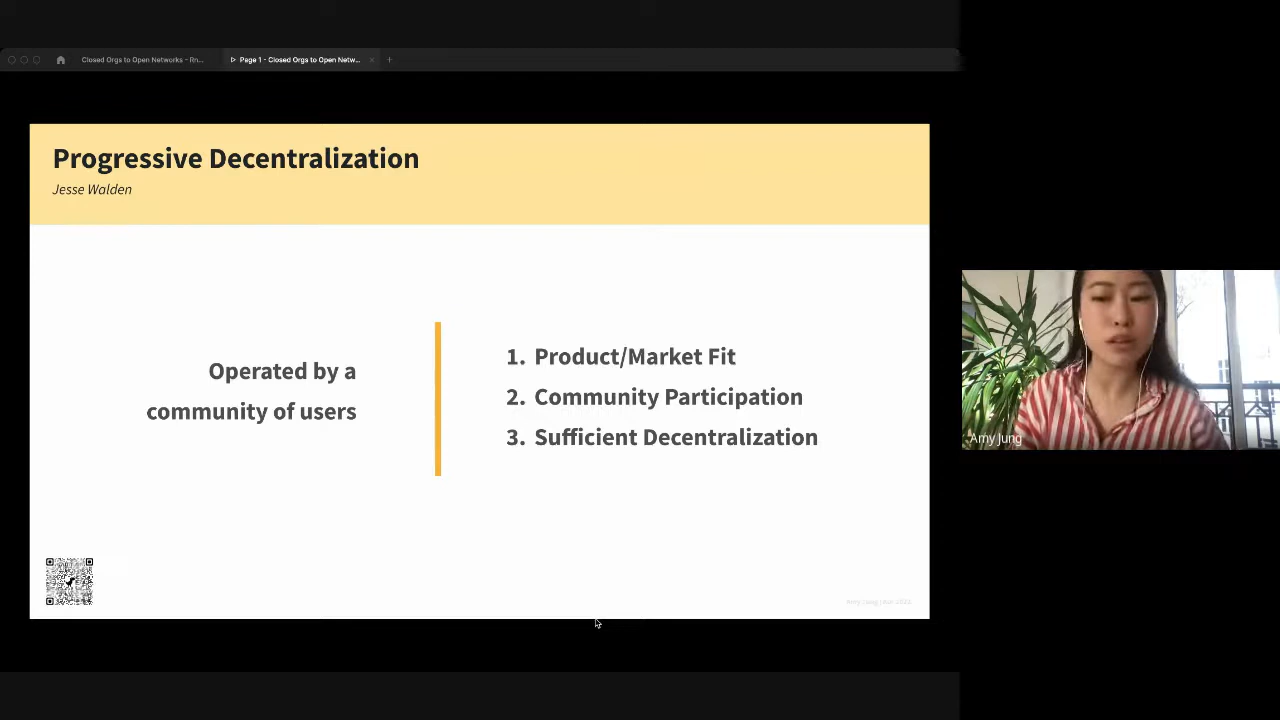 Closed Orgs to Open Networks - Rn...
Page 1 - Closed Orgs to Open Netw...
Progressive Decentralization
Jesse Walden
Operated by a
community of users
1. Product/Market Fit
2. Community Participation
3. Sufficient Decentralization
Amy Jung